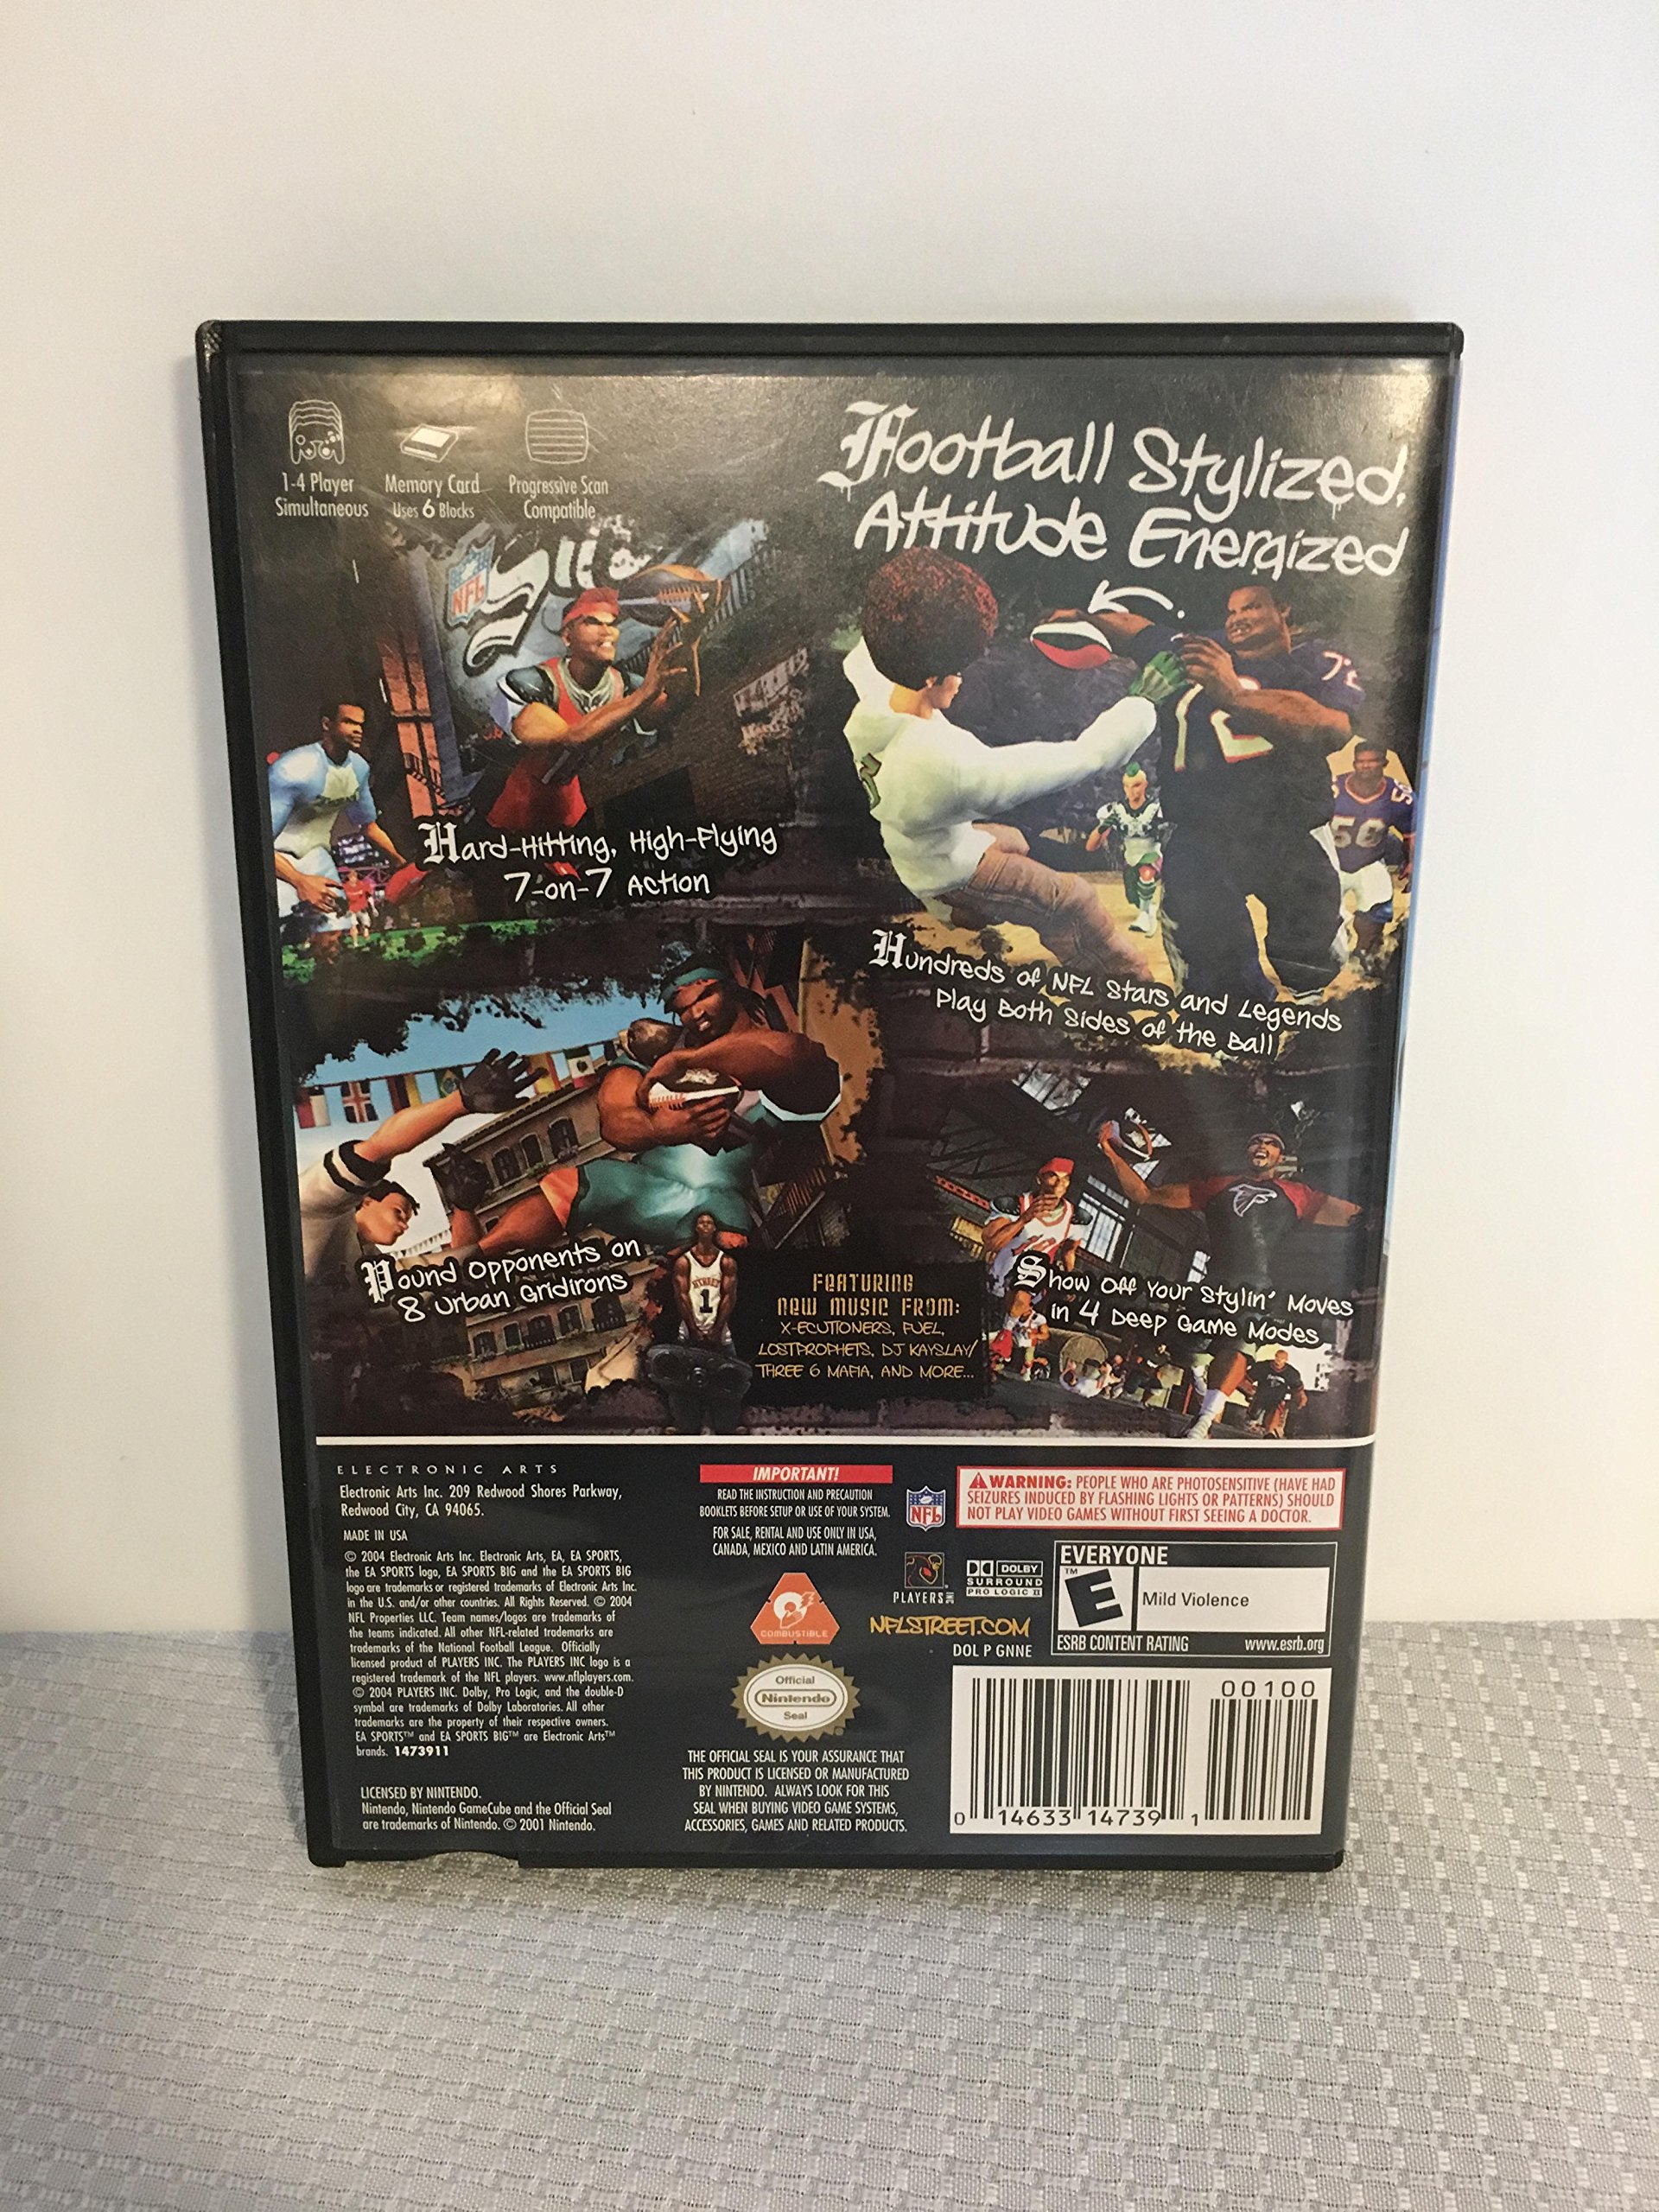 1-4 Player
Simultaneous
Memory Card
Uses 6 Blocks
Progressive Scan
Compatible
Football Stylized,
Attitude Energized
NFL
72
72
56
Hard-Hitting, High-Flying
7-on-7 Action
Hundreds of NFL Stars and Legends
Play Both Sides of the Ball
Pound Opponents on
8 Urban Gridirons
1
FEATURING
NEW MUSIC FROM:
X-ECUTIONERS, FUEL,
LOSTPROPHETS, DJ KAYSLAY/
THREE 6 MAFIA, AND MORE...
Show Off Your Stylin' Moves
in 4 Deep Game Modes
ELECTRONIC ARTS
Electronic Arts Inc. 209 Redwood Shores Parkway,
Redwood City, CA 94065.
MADE IN USA
© 2004 Electronic Arts Inc. Electronic Arts, EA, EA SPORTS,
the EA SPORTS logo, EA SPORTS BIG and the EA SPORTS BIG
logo are trademarks or registered trademarks of Electronic Arts Inc.
in the U.S. and/or other countries. All Rights Reserved. © 2004
NFL Properties LLC. Team names/logos are trademarks of
the teams indicated. All other NFL-related trademarks are
trademarks of the National Football League. Officially
licensed product of PLAYERS INC. The PLAYERS INC logo is a
registered trademark of the NFL players. www.nflplayers.com.
© 2004 PLAYERS INC. Dolby, Pro Logic, and the double-D
symbol are trademarks of Dolby Laboratories. All other
trademarks are the property of their respective owners.
EA SPORTS™ and EA SPORTS BIG™ are Electronic Arts™
brands. 1473911
LICENSED BY NINTENDO.
Nintendo, Nintendo GameCube and the Official Seal
are trademarks of Nintendo. © 2001 Nintendo.
IMPORTANT!
READ THE INSTRUCTION AND PRECAUTION
BOOKLETS BEFORE SETUP OR USE OF YOUR SYSTEM.
FOR SALE, RENTAL AND USE ONLY IN USA,
CANADA, MEXICO AND LATIN AMERICA.
COMBUSTIBLE
Official
Nintendo
Seal
THE OFFICIAL SEAL IS YOUR ASSURANCE THAT
THIS PRODUCT IS LICENSED OR MANUFACTURED
BY NINTENDO. ALWAYS LOOK FOR THIS
SEAL WHEN BUYING VIDEO GAME SYSTEMS,
ACCESSORIES, GAMES AND RELATED PRODUCTS.
NFL
PLAYERS INC
DOLBY
SURROUND
PRO LOGIC II
NFLSTREET.COM
DOL P GNNE
WARNING: PEOPLE WHO ARE PHOTOSENSITIVE (HAVE HAD
SEIZURES INDUCED BY FLASHING LIGHTS OR PATTERNS) SHOULD
NOT PLAY VIDEO GAMES WITHOUT FIRST SEEING A DOCTOR.
EVERYONE
E™
Mild Violence
ESRB CONTENT RATING www.esrb.org
00100
0 14633 14739 1